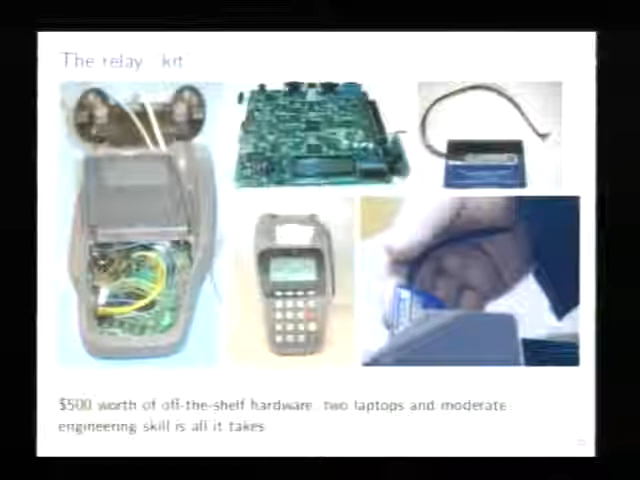 The relay 'kit'
$500 worth of off-the-shelf hardware, two laptops and moderate
engineering skill is all it takes